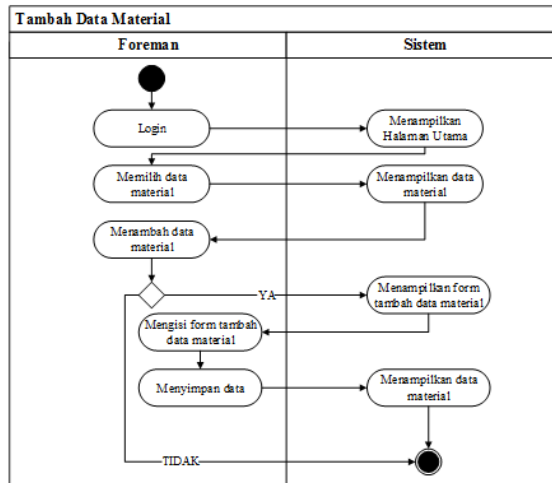 Tambah Data Material
Foreman
Sistem
Login
Menampilkan
Halaman Utama
Memilih data
material
Menampilkan data
material
Menambah data
material
YA
Menampilkan form
tambah data material
Mengisi form tambah
data material
Menyimpan data
Menampilkan data
material
TIDAK